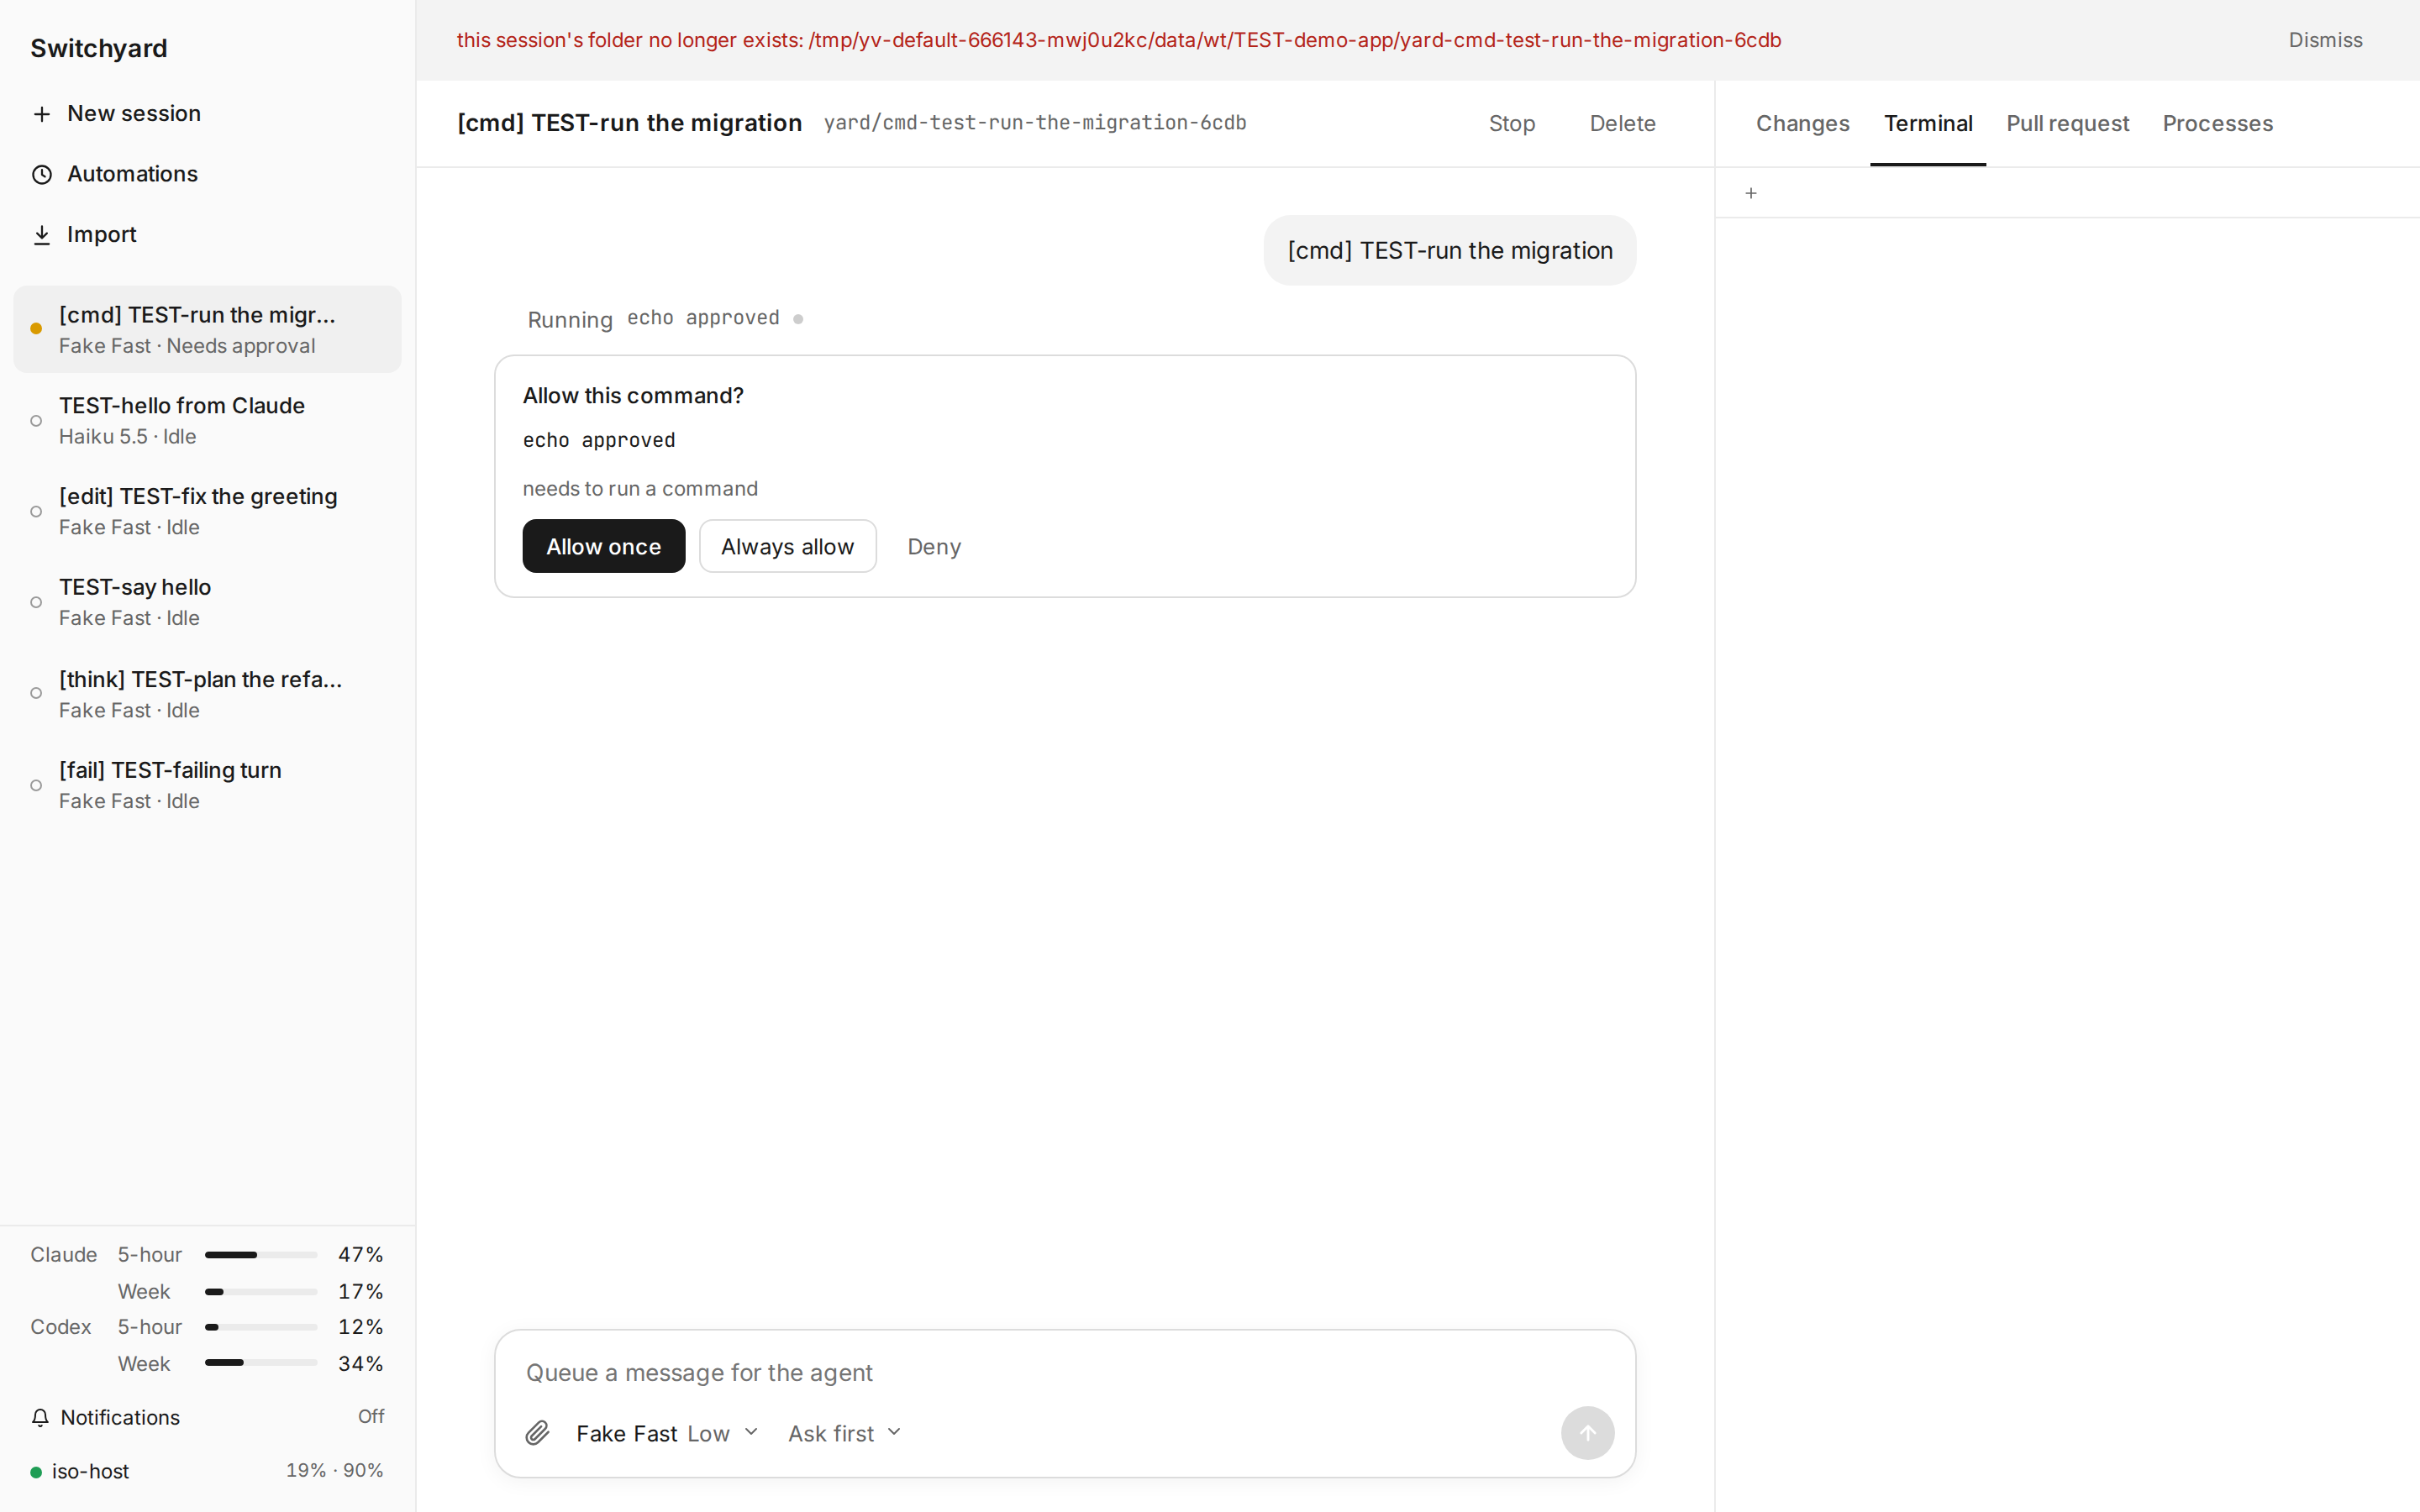 Switchyard
New session
Automations
Import
[cmd] TEST-run the migr...
Fake Fast · Needs approval
TEST-hello from Claude
Haiku 5.5 · Idle
[edit] TEST-fix the greeting
Fake Fast · Idle
TEST-say hello
Fake Fast · Idle
[think] TEST-plan the refa...
Fake Fast · Idle
[fail] TEST-failing turn
Fake Fast · Idle
Claude 5-hour 47%
Week 17%
Codex 5-hour 12%
Week 34%
Notifications Off
iso-host 19% · 90%
this session's folder no longer exists: /tmp/yv-default-666143-mwj0u2kc/data/wt/TEST-demo-app/yard-cmd-test-run-the-migration-6cdb Dismiss
[cmd] TEST-run the migration yard/cmd-test-run-the-migration-6cdb Stop Delete
[cmd] TEST-run the migration
Running echo approved
Allow this command?
echo approved
needs to run a command
Allow once Always allow Deny
Queue a message for the agent
Fake Fast Low Ask first
Changes Terminal Pull request Processes
+